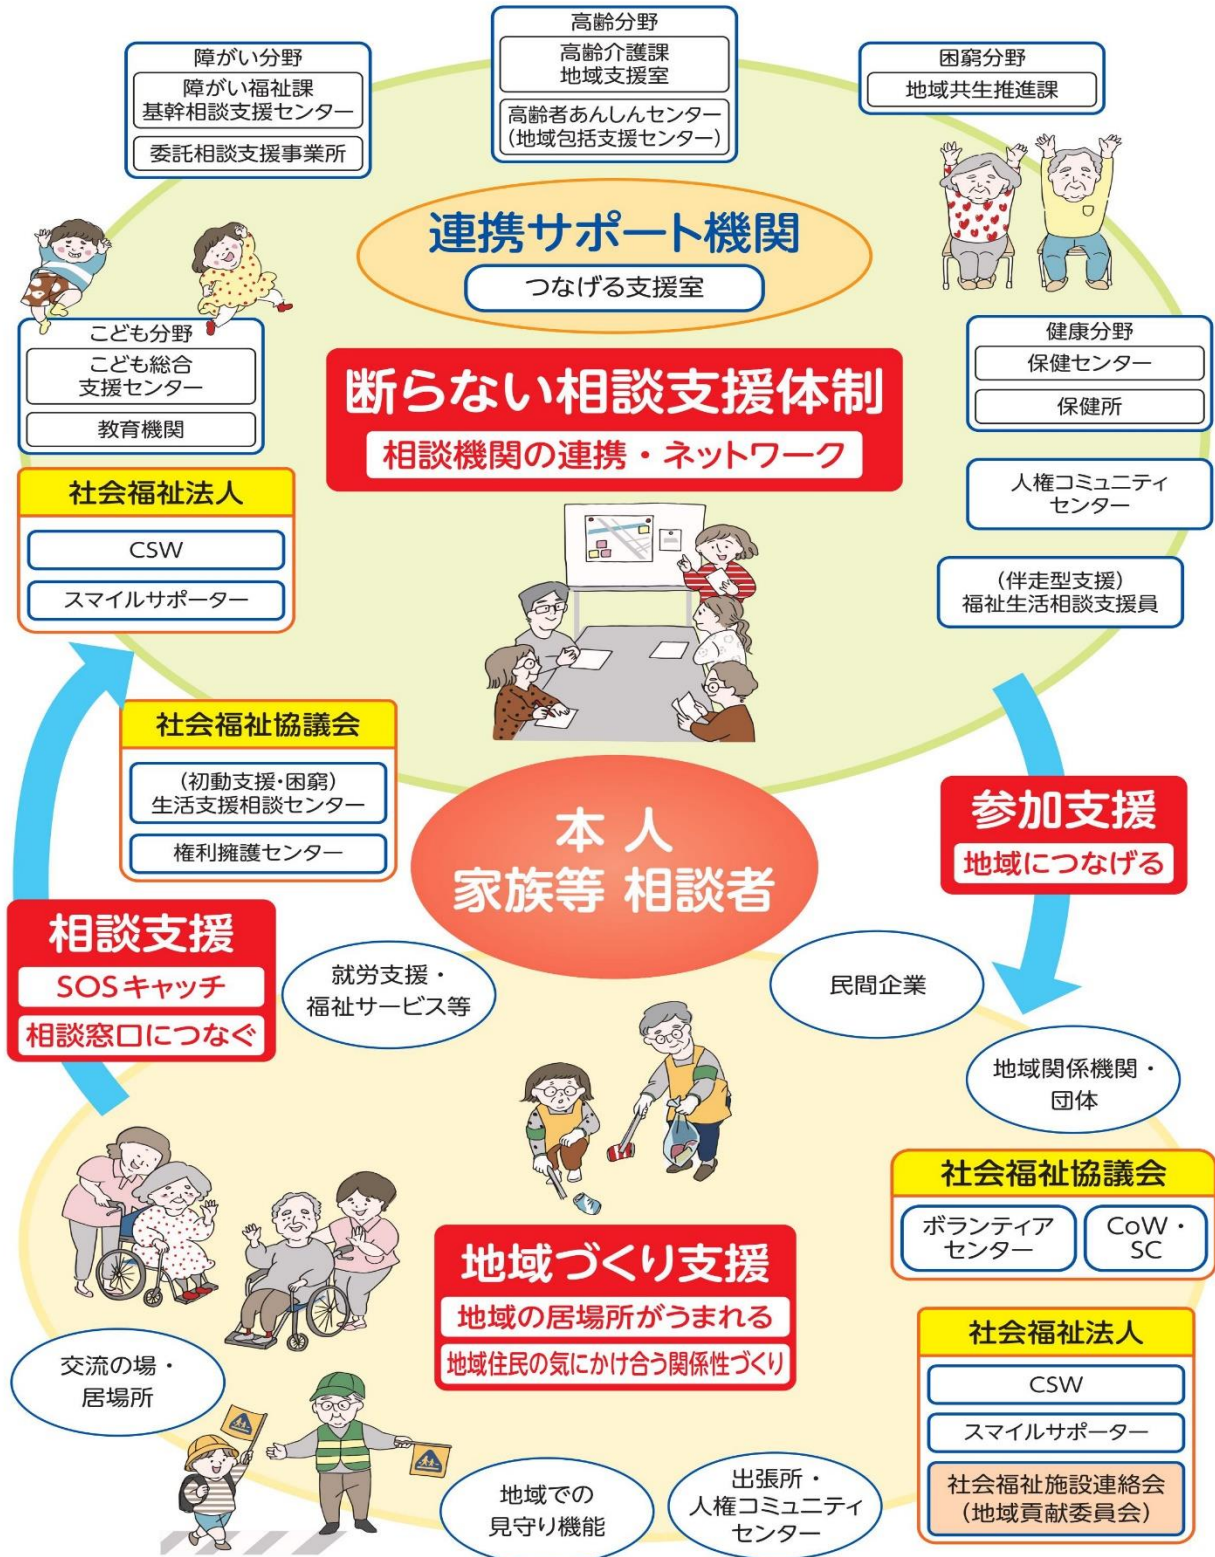 高齢分野
高齢介護課
地域支援室
高齢者あんしんセンター
(地域包括支援センター)
障がい分野
障がい福祉課
基幹相談支援センター
委託相談支援事業所
困窮分野
地域共生推進課
連携サポート機関
つなげる支援室
こども分野
こども総合
支援センター
教育機関
健康分野
保健センター
保健所
断らない相談支援体制
相談機関の連携・ネットワーク
社会福祉法人
CSW
スマイルサポーター
人権コミュニティ
センター
(伴走型支援)
福祉生活相談支援員
社会福祉協議会
(初動支援・困窮)
生活支援相談センター
権利擁護センター
本人
家族等 相談者
参加支援
地域につなげる
相談支援
SOSキャッチ
相談窓口につなぐ
就労支援・
福祉サービス等
民間企業
地域関係機関・
団体
社会福祉協議会
ボランティア
センター
CoW・
SC
地域づくり支援
地域の居場所がうまれる
地域住民の気にかけ合う関係性づくり
社会福祉法人
CSW
スマイルサポーター
社会福祉施設連絡会
(地域貢献委員会)
交流の場・
居場所
地域での
見守り機能
出張所・
人権コミュニティ
センター